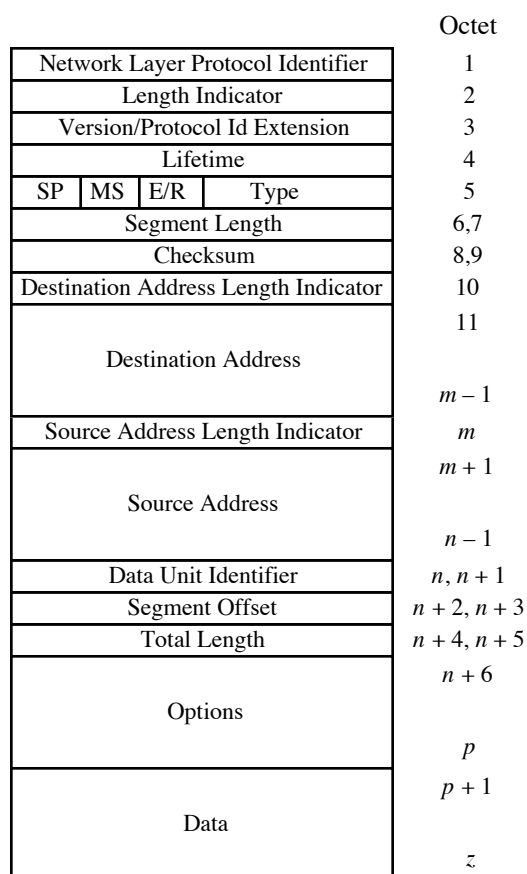 Octet
Network Layer Protocol Identifier 1
Length Indicator 2
Version/Protocol Id Extension 3
Lifetime 4
SP MS E/R Type 5
Segment Length 6,7
Checksum 8,9
Destination Address Length Indicator 10
11
Destination Address
m – 1
Source Address Length Indicator m
m + 1
Source Address
n – 1
Data Unit Identifier n, n + 1
Segment Offset n + 2, n + 3
Total Length n + 4, n + 5
n + 6
Options
p
p + 1
Data
z